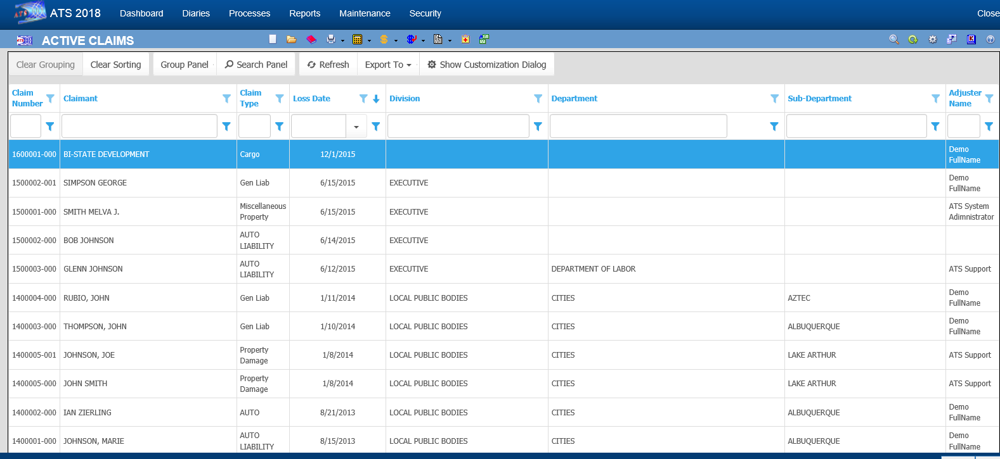 ATS 2018 Dashboard Diaries Processes Reports Maintenance Security Close
ATS ACTIVE CLAIMS
Clear Grouping Clear Sorting Group Panel Search Panel Refresh Export To Show Customization Dialog
Claim Number Claimant Claim Type Loss Date Division Department Sub-Department Adjuster Name
1600001-000 BI-STATE DEVELOPMENT Cargo 12/1/2015 Demo FullName
1500002-001 SIMPSON GEORGE Gen Liab 6/15/2015 EXECUTIVE Demo FullName
1500001-000 SMITH MELVA J. Miscellaneous Property 6/15/2015 EXECUTIVE ATS System Adimnistrator
1500002-000 BOB JOHNSON AUTO LIABILITY 6/14/2015 EXECUTIVE
1500003-000 GLENN JOHNSON AUTO LIABILITY 6/12/2015 EXECUTIVE DEPARTMENT OF LABOR ATS Support
1400004-000 RUBIO, JOHN Gen Liab 1/11/2014 LOCAL PUBLIC BODIES CITIES AZTEC Demo FullName
1400003-000 THOMPSON, JOHN Gen Liab 1/10/2014 LOCAL PUBLIC BODIES CITIES ALBUQUERQUE Demo FullName
1400005-001 JOHNSON, JOE Property Damage 1/8/2014 LOCAL PUBLIC BODIES CITIES LAKE ARTHUR ATS Support
1400005-000 JOHN SMITH Property Damage 1/8/2014 LOCAL PUBLIC BODIES CITIES LAKE ARTHUR ATS Support
1400002-000 IAN ZIERLING AUTO 8/21/2013 LOCAL PUBLIC BODIES CITIES ALBUQUERQUE Demo FullName
1400001-000 JOHNSON, MARIE AUTO LIABILITY 8/15/2013 LOCAL PUBLIC BODIES CITIES ALBUQUERQUE Demo FullName